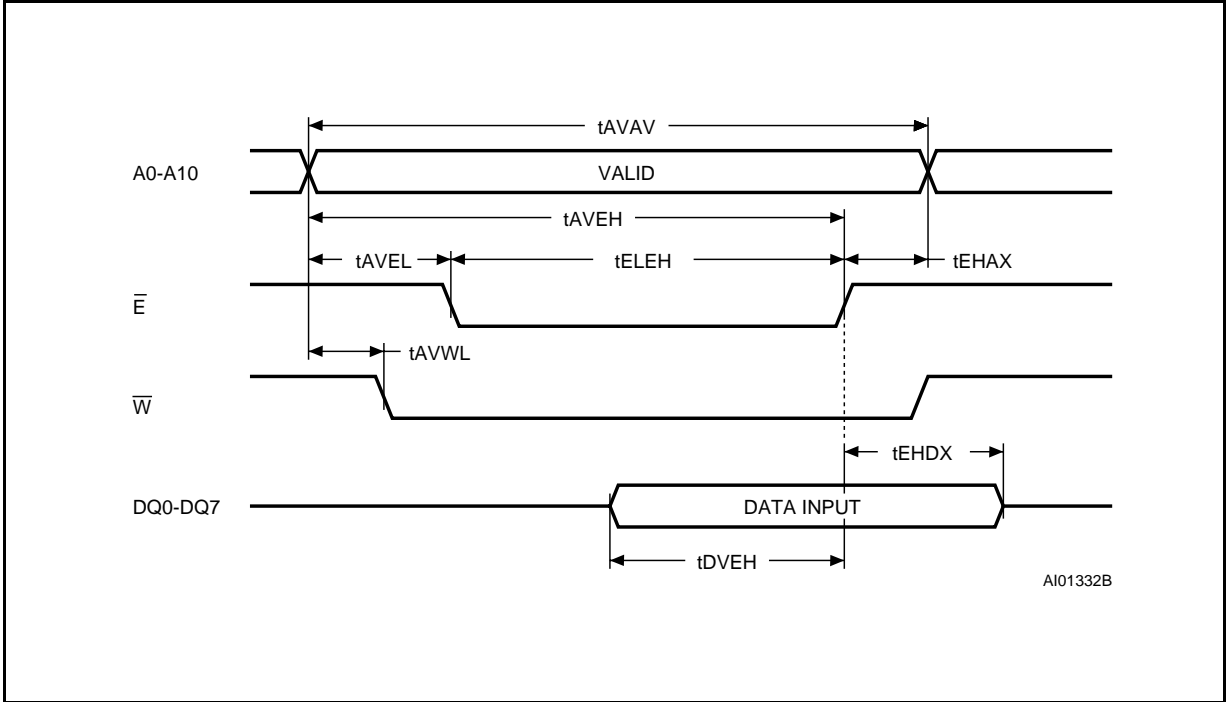 tAVAV
A0-A10
VALID
tAVEH
tAVEL
tELEH
tEHAX
E̅
tAVWL
W̅
tEHDX
DQ0-DQ7
DATA INPUT
tDVEH
AI01332B